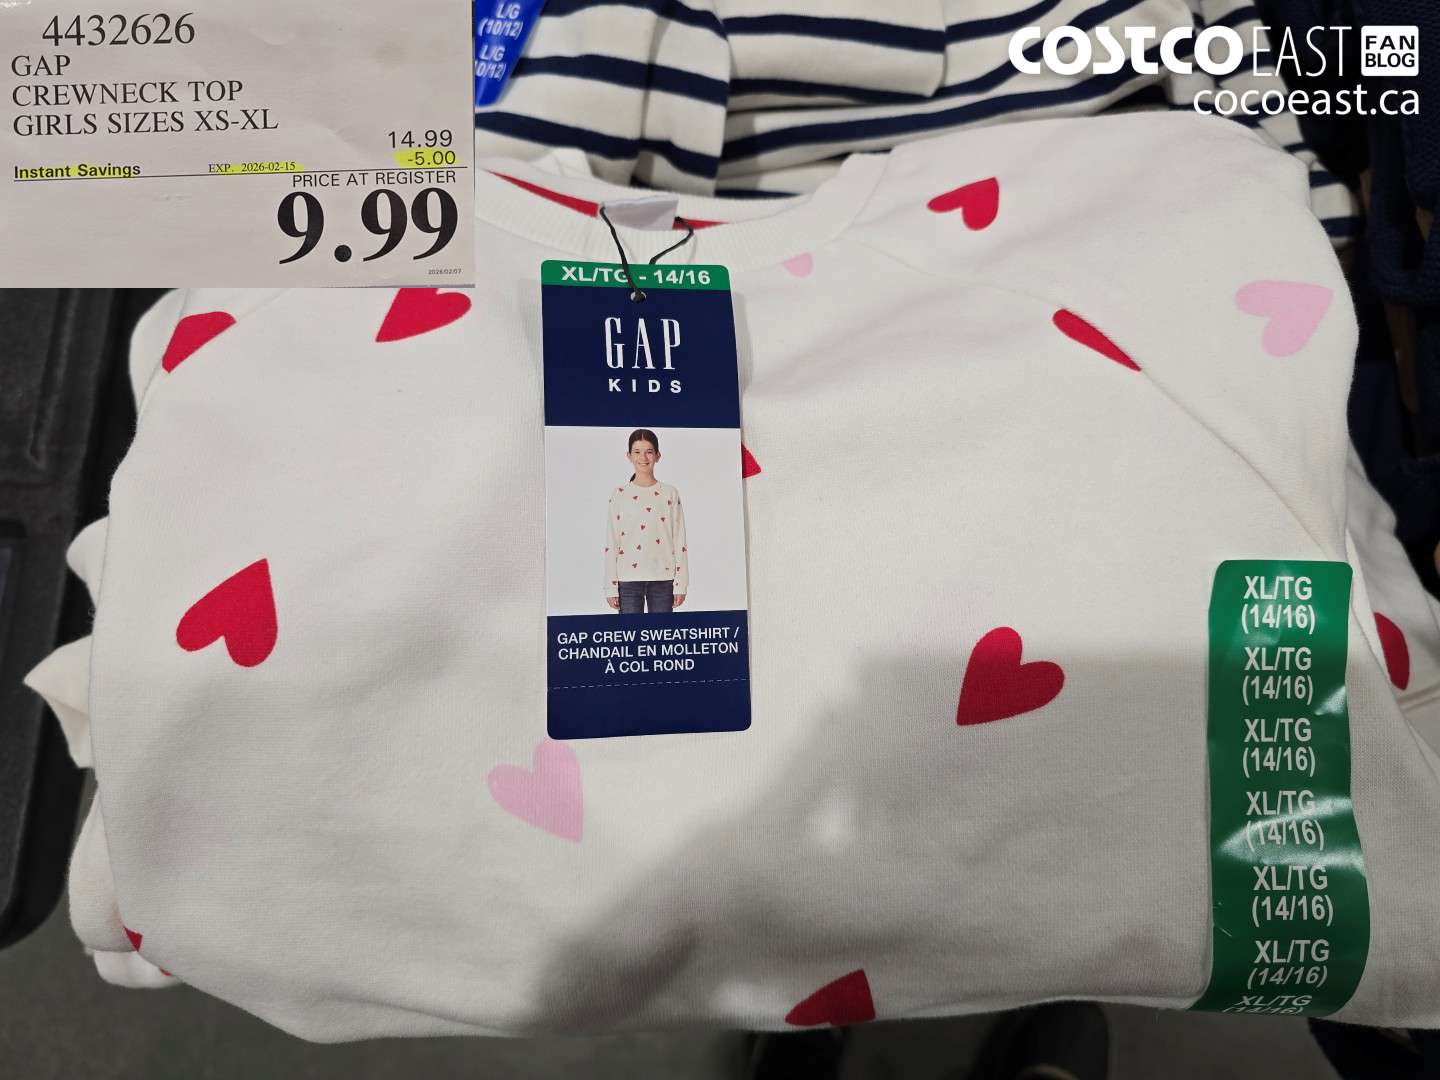 4432626
GAP
CREWNECK TOP
GIRLS SIZES XS-XL
14.99
Instant Savings EXP. 2026-02-15 -5.00
PRICE AT REGISTER
9.99
2026/02/07
L/G
(10/12)
L/G
0/12)
COSTCO EAST FAN BLOG
cocoeast.ca
XL/TG - 14/16
GAP
KIDS
GAP CREW SWEATSHIRT /
CHANDAIL EN MOLLETON
À COL ROND
XL/TG
(14/16)
XL/TG
(14/16)
XL/TG
(14/16)
XL/TG
(14/16)
XL/TG
(14/16)
XL/TG
(14/16)
XL/TG
(14/16)